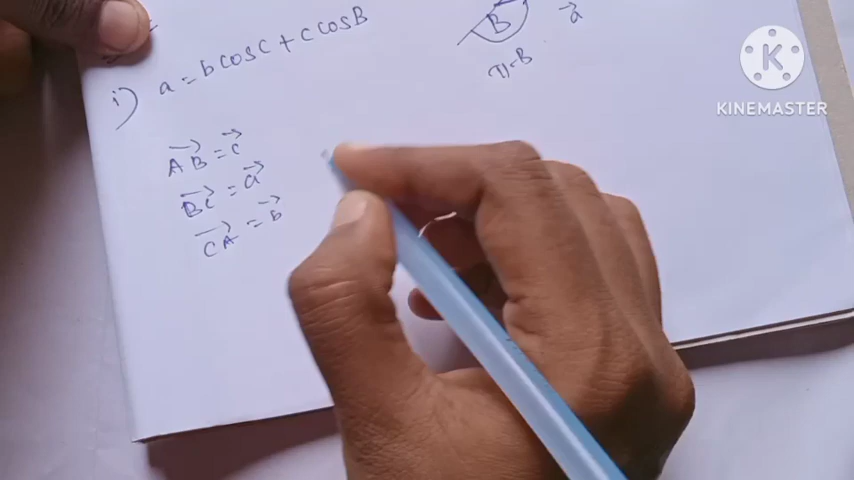 i) a = b cos C + c cos B
B
a⃗
π-B
AB⃗ = c⃗
BC⃗ = a⃗
CA⃗ = b⃗
K
KINEMASTER